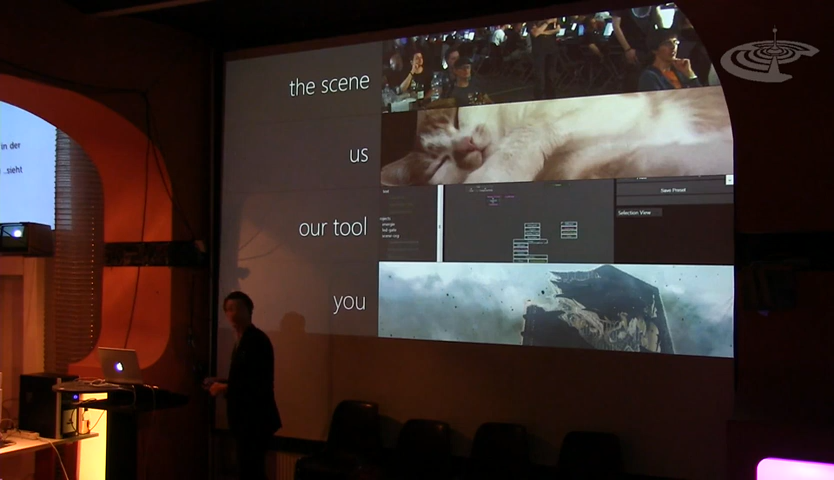 the scene
us
our tool
you
in der
sieht
Save Preset
Selection View